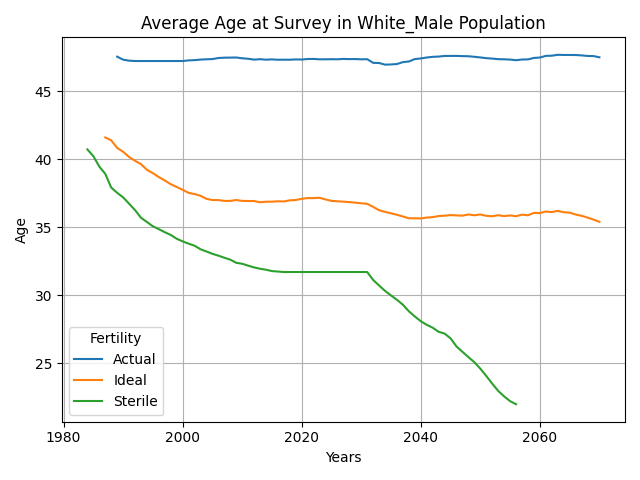 Average Age at Survey in White_Male Population
Age
45
40
35
30
25
Fertility
Actual
Ideal
Sterile
1980
2000
2020
2040
2060
Years